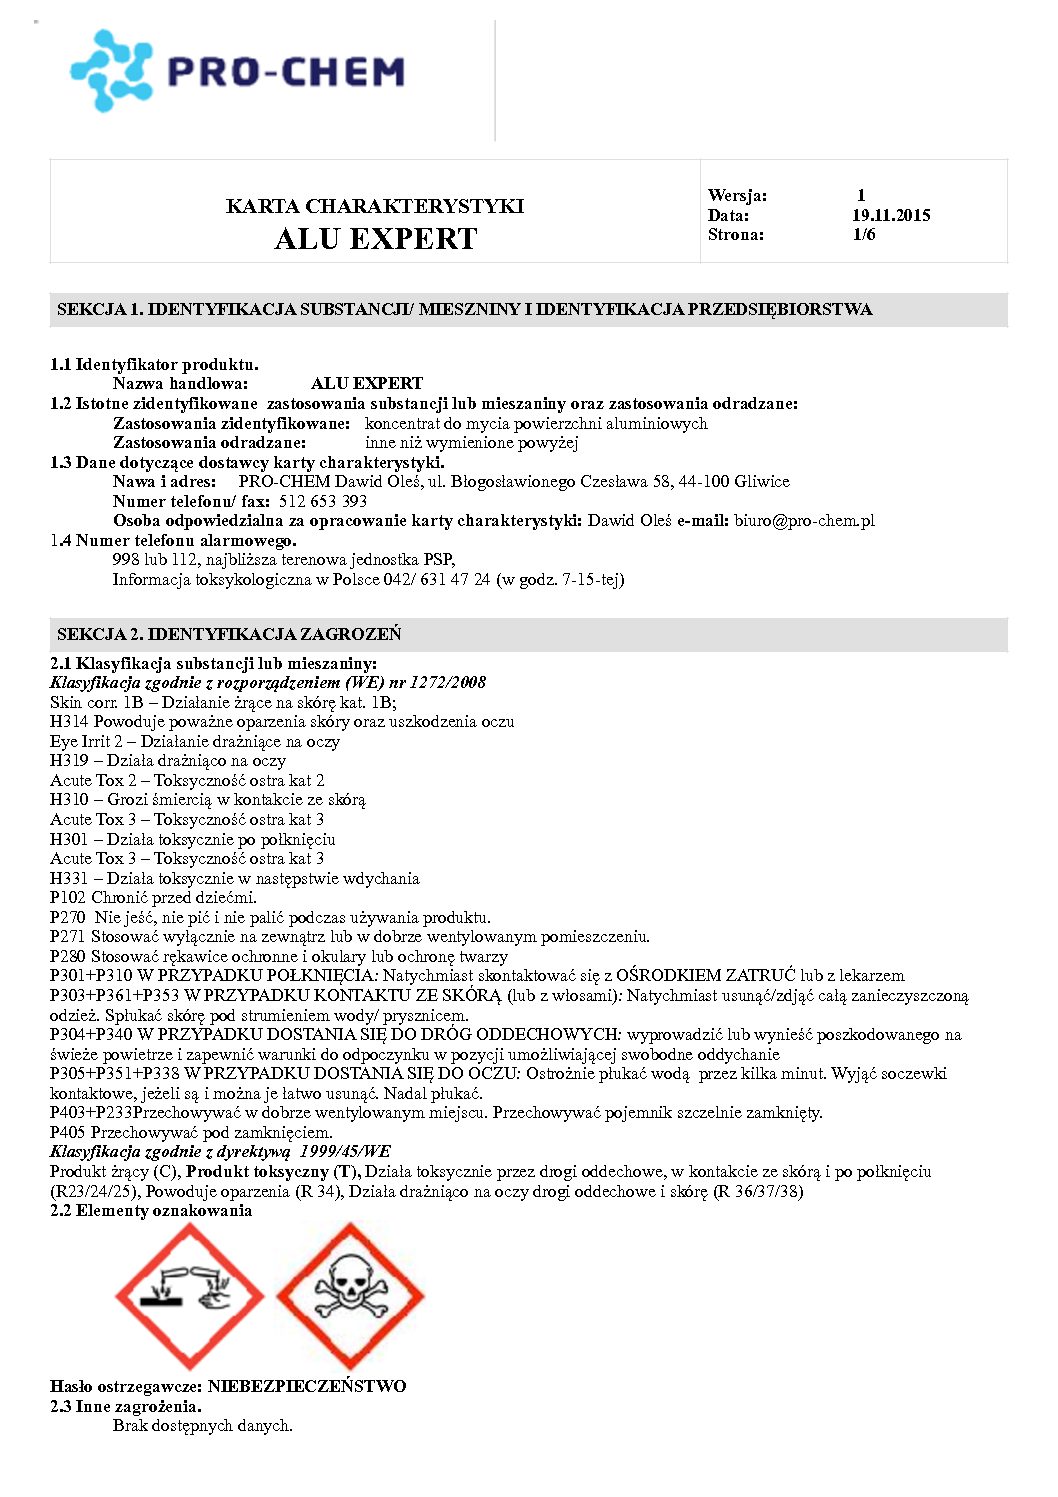 PRO-CHEM
KARTA CHARAKTERYSTYKI
ALU EXPERT
Wersja: 1
Data: 19.11.2015
Strona: 1/6
SEKCJA 1. IDENTYFIKACJA SUBSTANCJI/ MIESZNINY I IDENTYFIKACJA PRZEDSIĘBIORSTWA
1.1 Identyfikator produktu.
Nazwa handlowa: ALU EXPERT
1.2 Istotne zidentyfikowane zastosowania substancji lub mieszaniny oraz zastosowania odradzane:
Zastosowania zidentyfikowane: koncentrat do mycia powierzchni aluminiowych
Zastosowania odradzane: inne niż wymienione powyżej
1.3 Dane dotyczące dostawcy karty charakterystyki.
Nawa i adres: PRO-CHEM Dawid Oleś, ul. Błogosławionego Czesława 58, 44-100 Gliwice
Numer telefonu/ fax: 512 653 393
Osoba odpowiedzialna za opracowanie karty charakterystyki: Dawid Oleś e-mail: biuro@pro-chem.pl
1.4 Numer telefonu alarmowego.
998 lub 112, najbliższa terenowa jednostka PSP,
Informacja toksykologiczna w Polsce 042/ 631 47 24 (w godz. 7-15-tej)
SEKCJA 2. IDENTYFIKACJA ZAGROZEŃ
2.1 Klasyfikacja substancji lub mieszaniny:
Klasyfikacja zgodnie z rozporządzeniem (WE) nr 1272/2008
Skin corr. 1B – Działanie żrące na skórę kat. 1B;
H314 Powoduje poważne oparzenia skóry oraz uszkodzenia oczu
Eye Irrit 2 – Działanie drażniące na oczy
H319 – Działa drażniąco na oczy
Acute Tox 2 – Toksyczność ostra kat 2
H310 – Grozi śmiercią w kontakcie ze skórą
Acute Tox 3 – Toksyczność ostra kat 3
H301 – Działa toksycznie po połknięciu
Acute Tox 3 – Toksyczność ostra kat 3
H331 – Działa toksycznie w następstwie wdychania
P102 Chronić przed dziećmi.
P270 Nie jeść, nie pić i nie palić podczas używania produktu.
P271 Stosować wyłącznie na zewnątrz lub w dobrze wentylowanym pomieszczeniu.
P280 Stosować rękawice ochronne i okulary lub ochronę twarzy
P301+P310 W PRZYPADKU POŁKNIĘCIA: Natychmiast skontaktować się z OŚRODKIEM ZATRUĆ lub z lekarzem
P303+P361+P353 W PRZYPADKU KONTAKTU ZE SKÓRĄ (lub z włosami): Natychmiast usunąć/zdjąć całą zanieczyszczoną
odzież. Spłukać skórę pod strumieniem wody/ prysznicem.
P304+P340 W PRZYPADKU DOSTANIA SIĘ DO DRÓG ODDECHOWYCH: wyprowadzić lub wynieść poszkodowanego na
świeże powietrze i zapewnić warunki do odpoczynku w pozycji umożliwiającej swobodne oddychanie
P305+P351+P338 W PRZYPADKU DOSTANIA SIĘ DO OCZU: Ostrożnie płukać wodą przez kilka minut. Wyjąć soczewki
kontaktowe, jeżeli są i można je łatwo usunąć. Nadal płukać.
P403+P233Przechowywać w dobrze wentylowanym miejscu. Przechowywać pojemnik szczelnie zamknięty.
P405 Przechowywać pod zamknięciem.
Klasyfikacja zgodnie z dyrektywą 1999/45/WE
Produkt żrący (C), Produkt toksyczny (T), Działa toksycznie przez drogi oddechowe, w kontakcie ze skórą i po połknięciu
(R23/24/25), Powoduje oparzenia (R 34), Działa drażniąco na oczy drogi oddechowe i skórę (R 36/37/38)
2.2 Elementy oznakowania
Hasło ostrzegawcze: NIEBEZPIECZEŃSTWO
2.3 Inne zagrożenia.
Brak dostępnych danych.